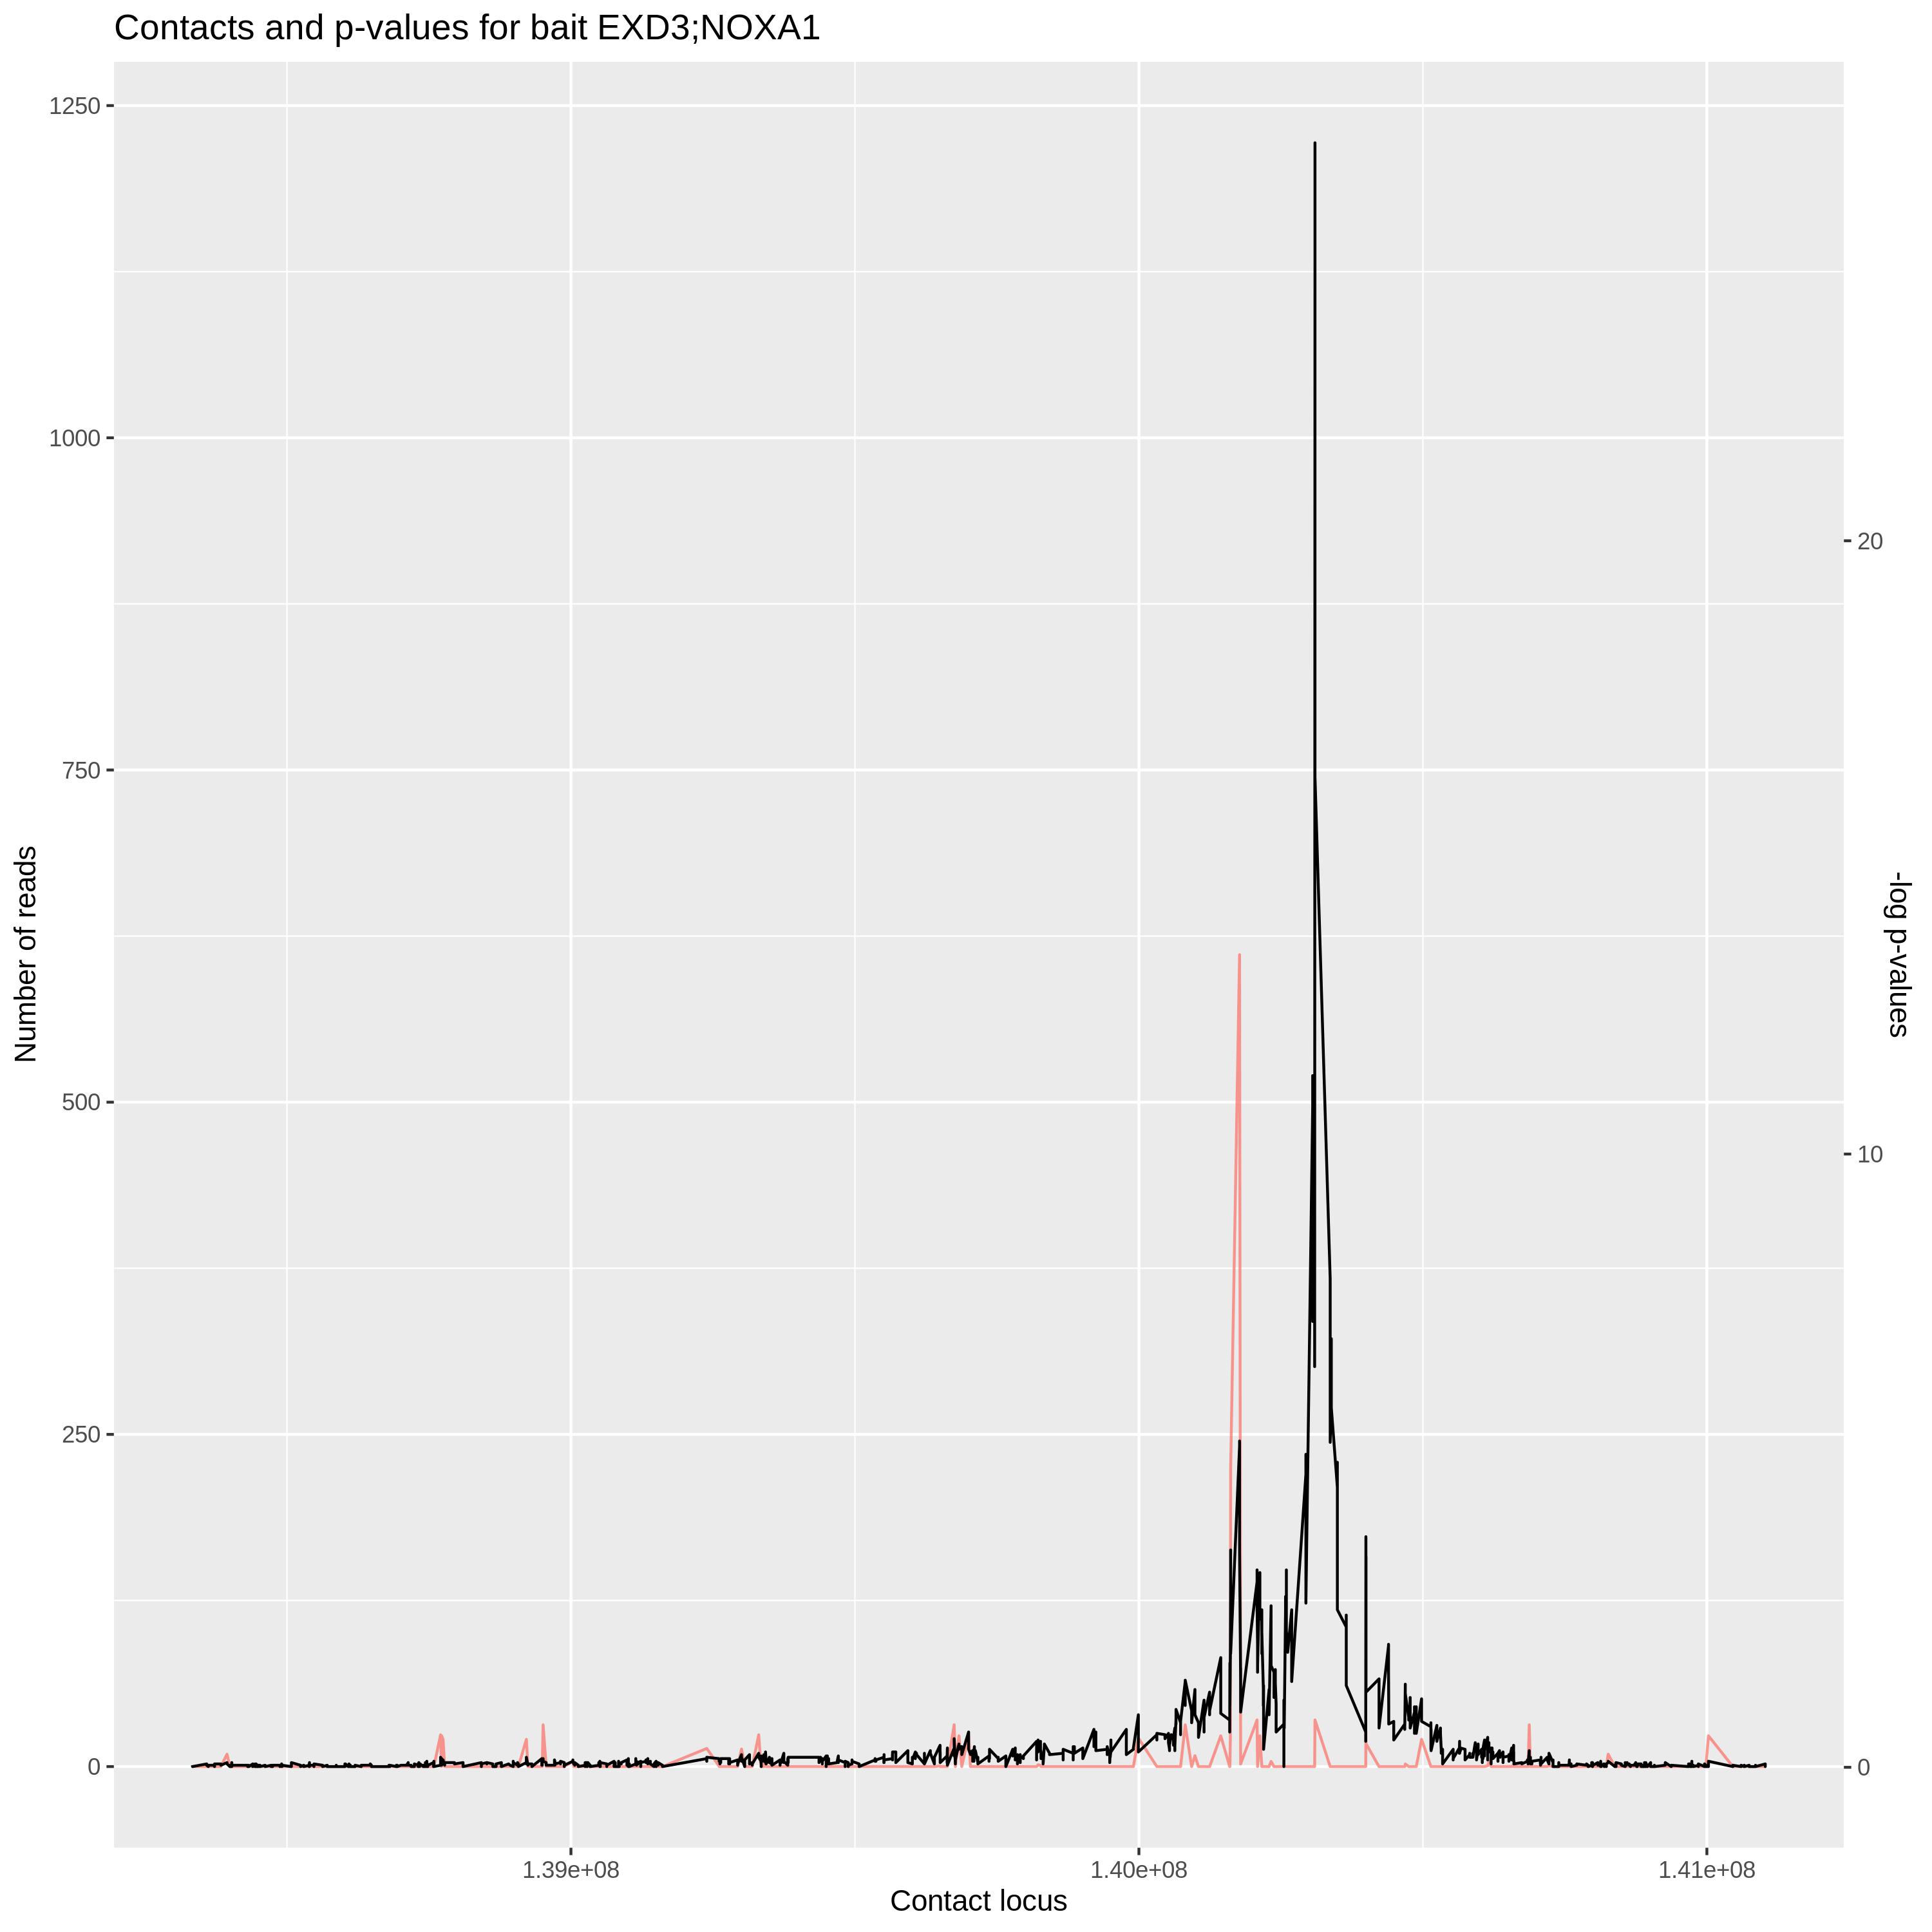 Contacts and p-values for bait EXD3;NOXA1
1250
1000
750
500
250
0
Number of reads
20
10
0
-log p-values
1.39e+08
1.40e+08
1.41e+08
Contact locus